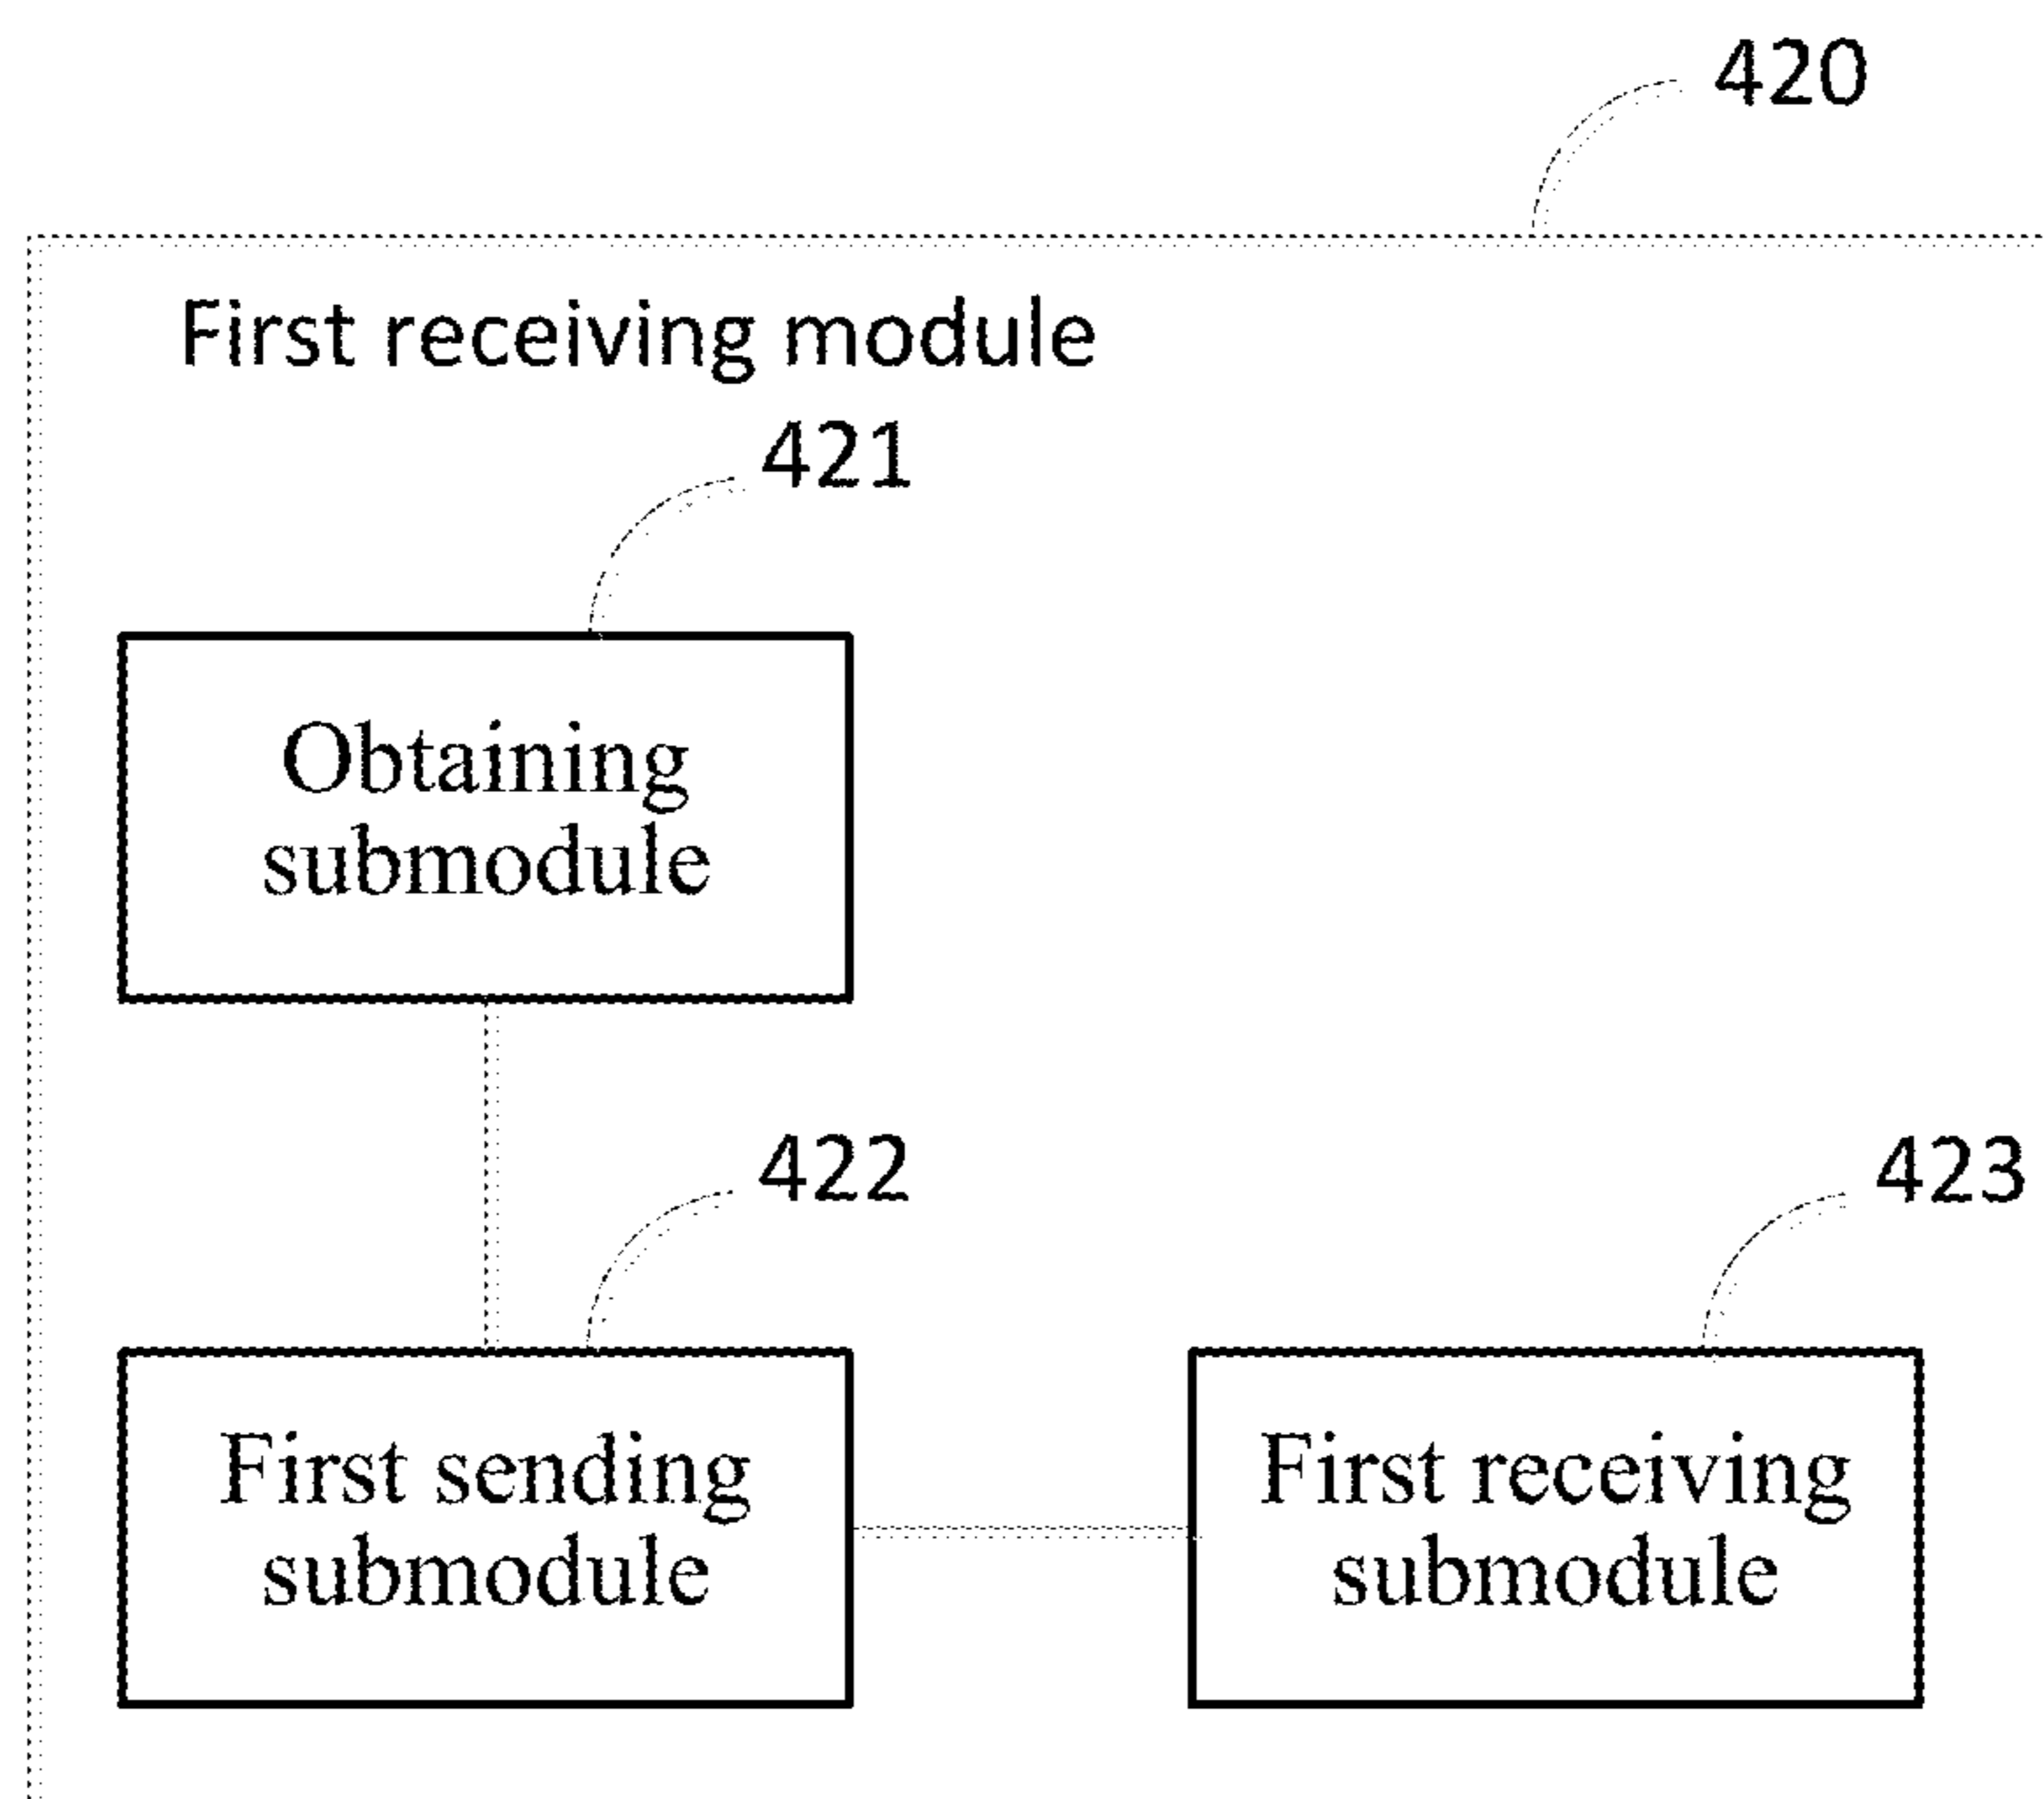 420
First receiving module
421
Obtaining
submodule
422
423
First sending
submodule
First receiving
submodule